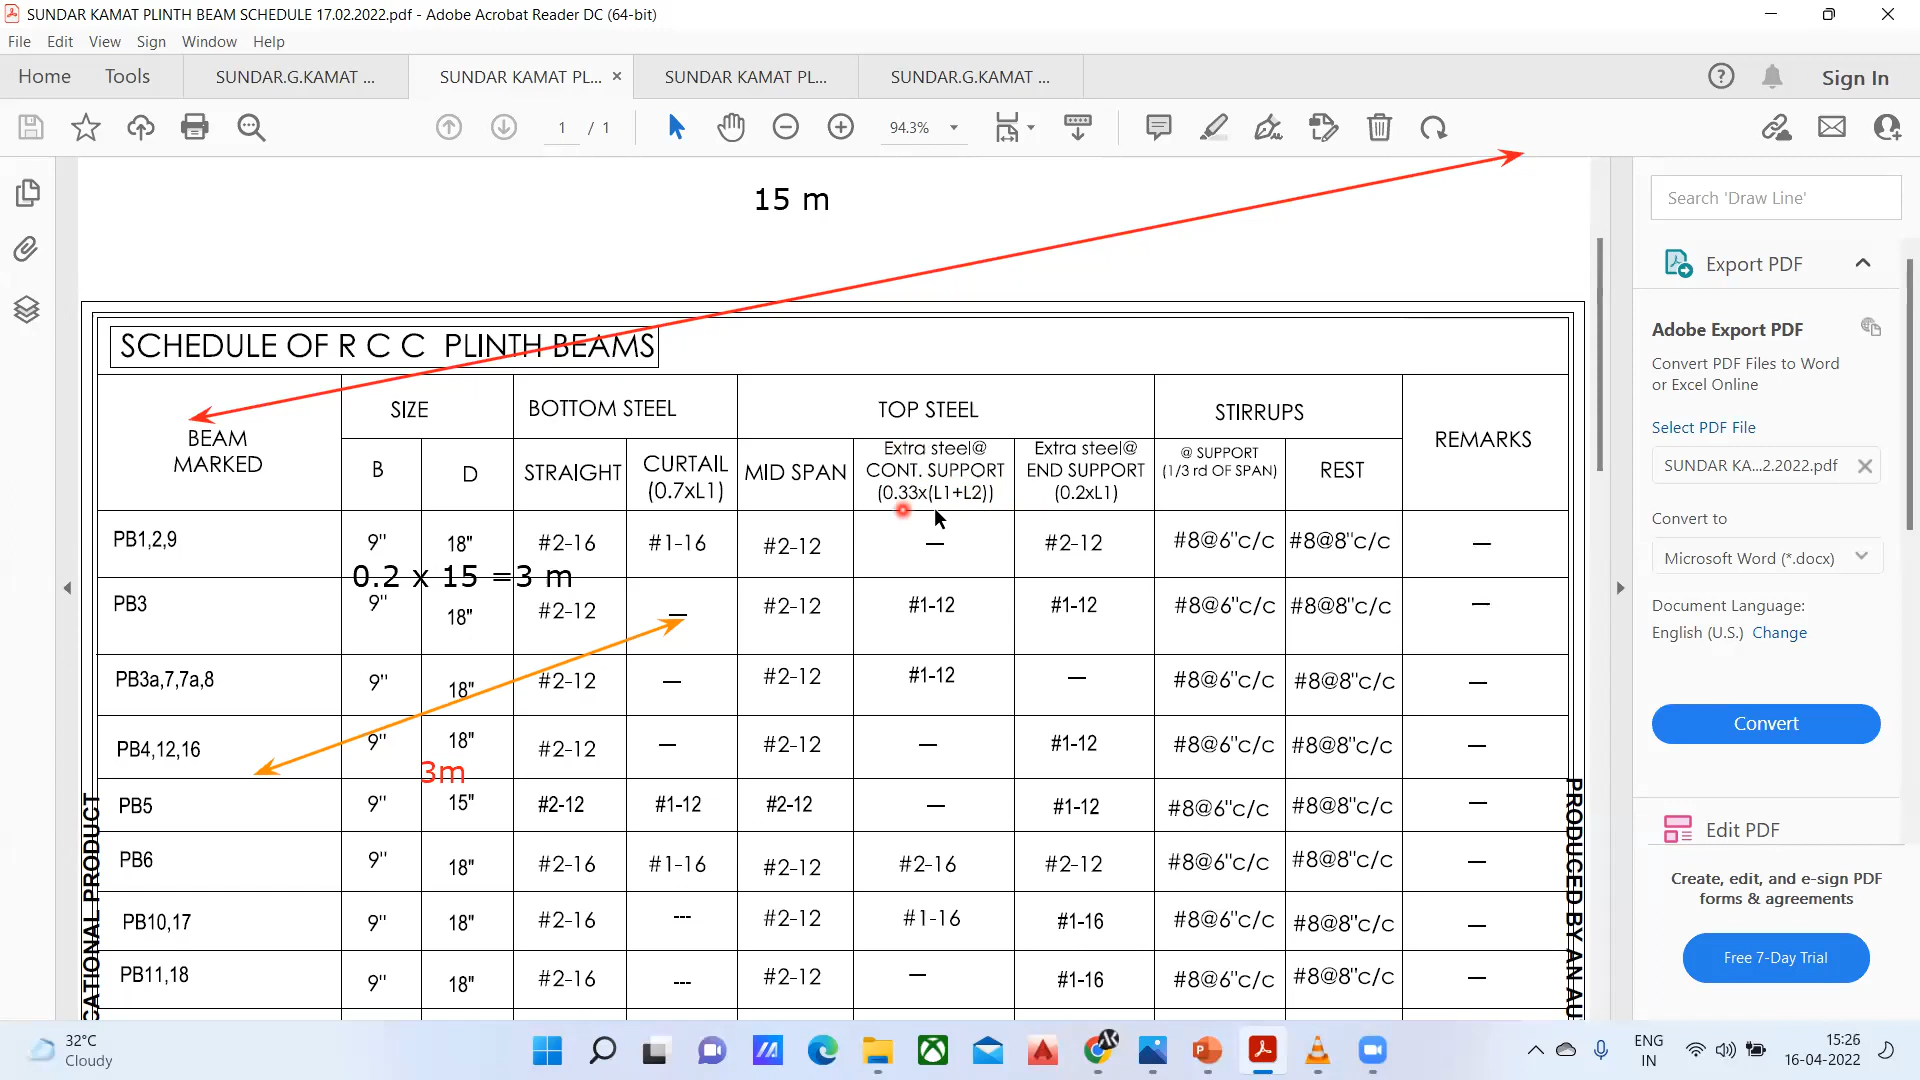 SUNDAR KAMAT PLINTH BEAM SCHEDULE 17.02.2022.pdf - Adobe Acrobat Reader DC (64-bit)
File Edit View Sign Window Help
Home Tools SUNDAR.G.KAMAT ... SUNDAR KAMAT PL... × SUNDAR KAMAT PL... SUNDAR.G.KAMAT ... Sign In
1 / 1 94.3%
15 m
SCHEDULE OF R C C PLINTH BEAMS
BEAM MARKED
SIZE
B D
BOTTOM STEEL
STRAIGHT
CURTAIL (0.7xL1)
TOP STEEL
MID SPAN
Extra steel@ CONT. SUPPORT (0.33x(L1+L2))
Extra steel@ END SUPPORT (0.2xL1)
STIRRUPS
@ SUPPORT (1/3 rd OF SPAN)
REST
REMARKS
PB1,2,9 9" 18" #2-16 #1-16 #2-12 — #2-12 #8@6"c/c #8@8"c/c —
0.2 x 15 =3 m
PB3 9" 18" #2-12 — #2-12 #1-12 #1-12 #8@6"c/c #8@8"c/c —
PB3a,7,7a,8 9" 18" #2-12 — #2-12 #1-12 — #8@6"c/c #8@8"c/c —
PB4,12,16 9" 18" #2-12 — #2-12 — #1-12 #8@6"c/c #8@8"c/c —
3m
PB5 9" 15" #2-12 #1-12 #2-12 — #1-12 #8@6"c/c #8@8"c/c —
PB6 9" 18" #2-16 #1-16 #2-12 #2-16 #2-12 #8@6"c/c #8@8"c/c —
PB10,17 9" 18" #2-16 --- #2-12 #1-16 #1-16 #8@6"c/c #8@8"c/c —
PB11,18 9" 18" #2-16 --- #2-12 — #1-16 #8@6"c/c #8@8"c/c —
CATIONAL PRODUCT
PRODUCED BY AN AU
Search 'Draw Line'
Export PDF
Adobe Export PDF
Convert PDF Files to Word
or Excel Online
Select PDF File
SUNDAR KA...2.2022.pdf
Convert to
Microsoft Word (*.docx)
Document Language:
English (U.S.) Change
Convert
Edit PDF
Create, edit, and e-sign PDF
forms & agreements
Free 7-Day Trial
32°C
Cloudy
ENG
IN
15:26
16-04-2022